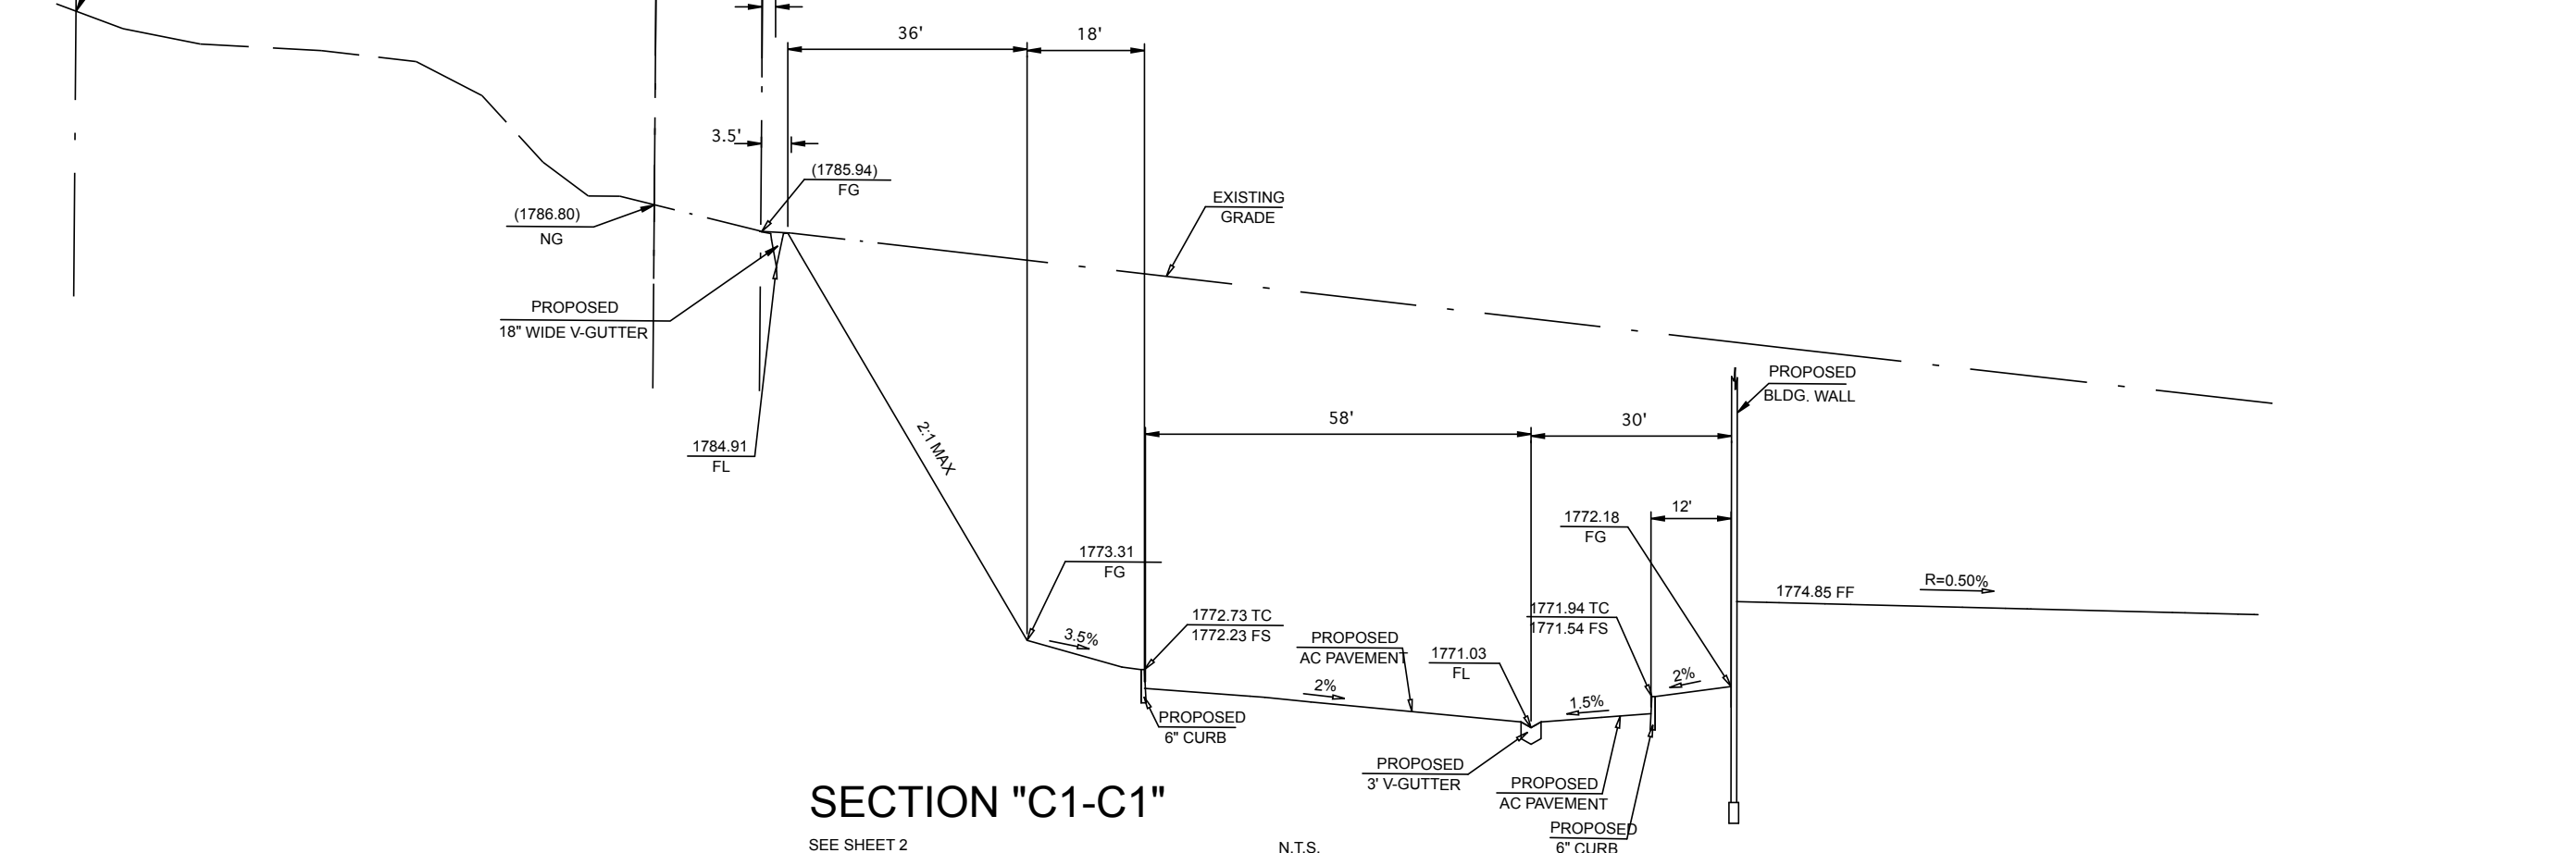 36'
18'
3.5'
(1785.94)
FG
(1786.80)
NG
EXISTING
GRADE
PROPOSED
18" WIDE V-GUTTER
PROPOSED
BLDG. WALL
58'
30'
1784.91
FL
2:1 MAX
12'
1772.18
FG
1773.31
FG
R=0.50%
1774.85 FF
1772.73 TC
1772.23 FS
1771.94 TC
1771.54 FS
3.5%
PROPOSED
AC PAVEMENT
1771.03
FL
2%
2%
1.5%
PROPOSED
6" CURB
PROPOSED
3' V-GUTTER
PROPOSED
AC PAVEMENT
SECTION "C1-C1"
PROPOSED
6" CURB
SEE SHEET 2
N.T.S.